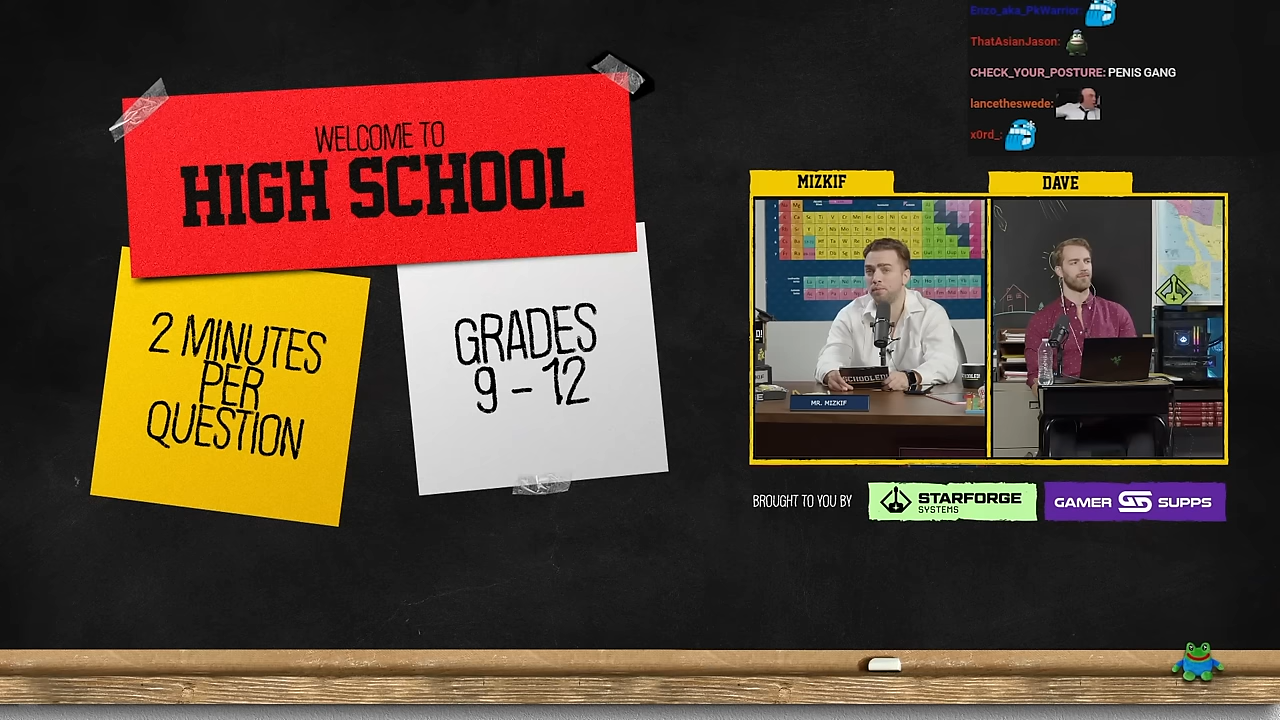 Enzo_aka_PkWarrior:
ThatAsianJason:
CHECK_YOUR_POSTURE: PENIS GANG
lancetheswede:
x0rd_:
WELCOME TO
HIGH SCHOOL
2 MINUTES
PER
QUESTION
GRADES
9 - 12
MIZKIF
DAVE
SCHOOLED!
MR. MIZKIF
BROUGHT TO YOU BY
STARFORGE
SYSTEMS
GAMER SUPPS